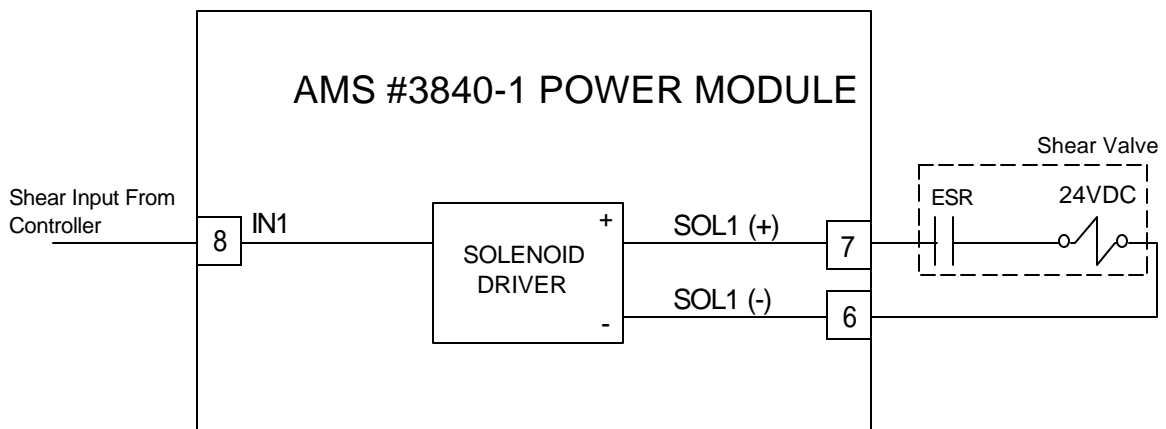 AMS #3840-1 POWER MODULE
Shear Valve
Shear Input From
Controller
8
IN1
SOLENOID
DRIVER
+
-
SOL1 (+)
SOL1 (-)
7
6
ESR
24VDC